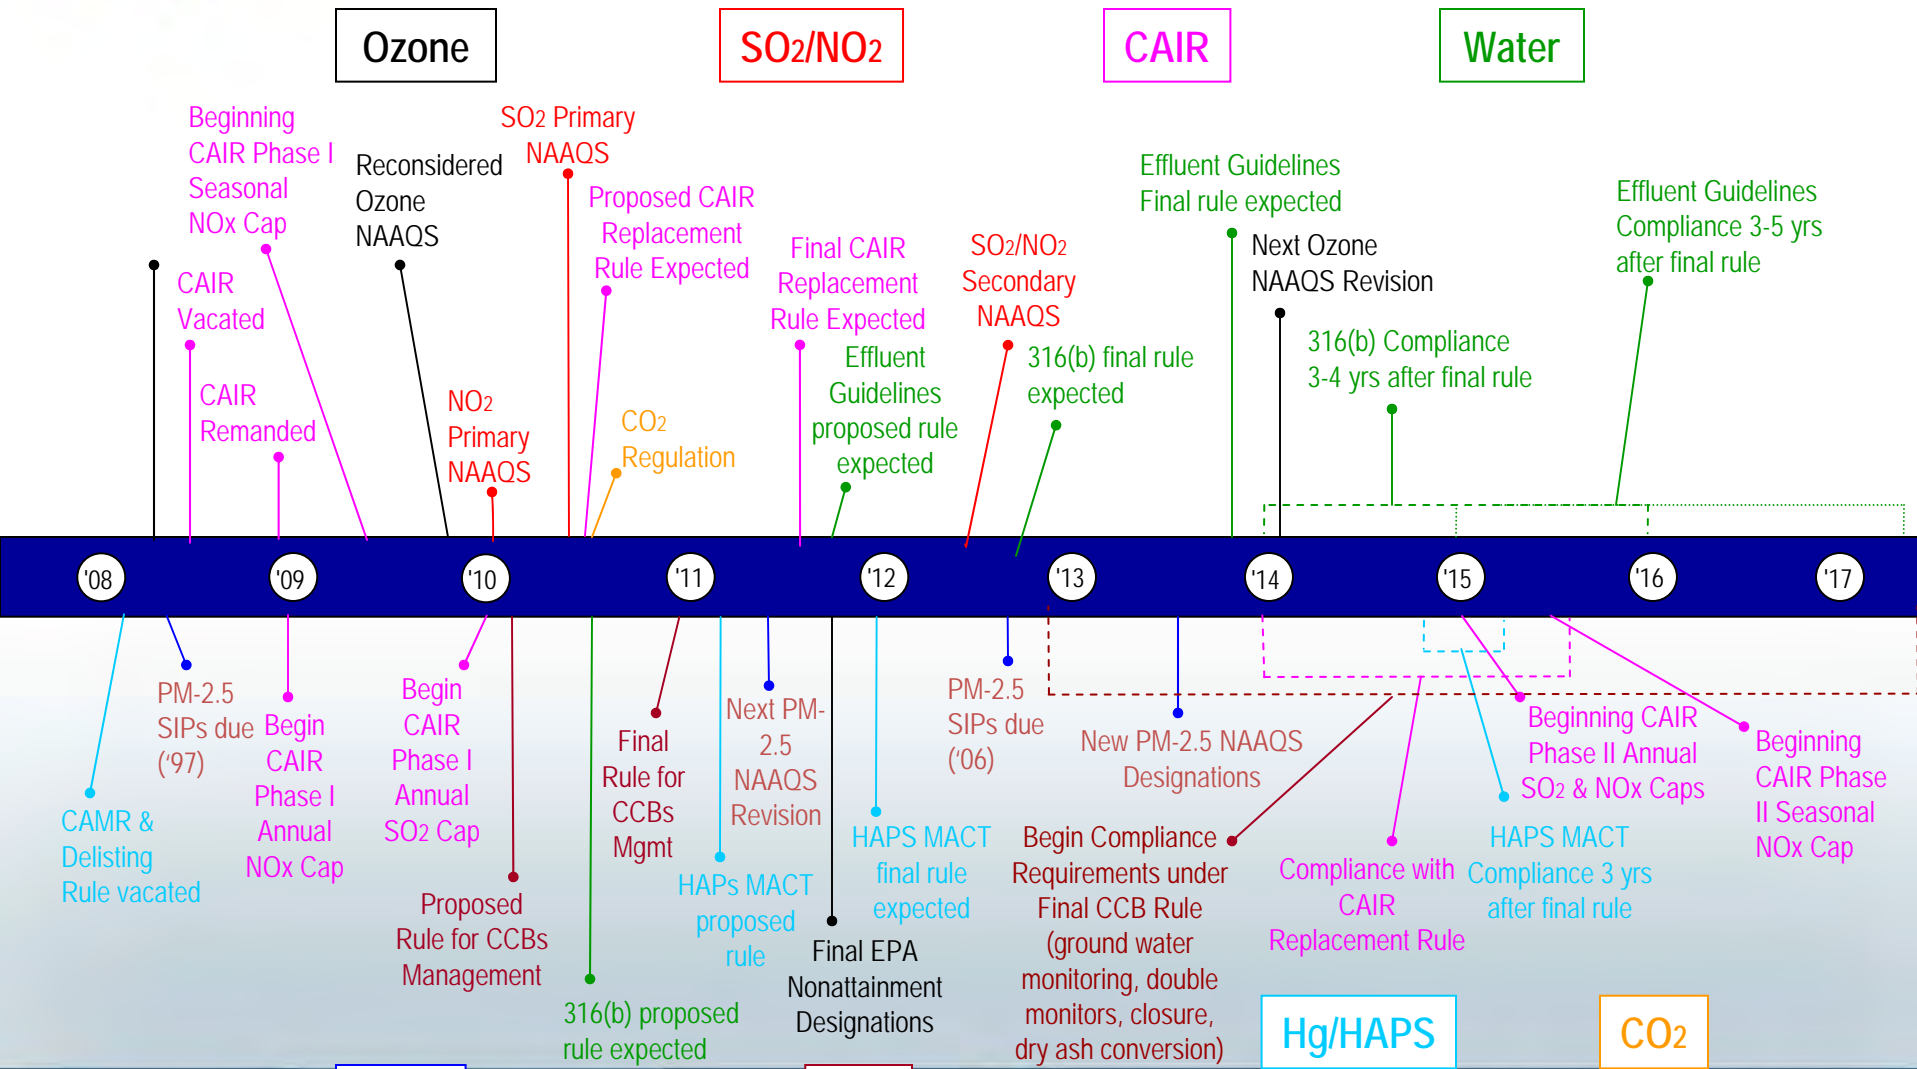 Ozone
SO2/NO2
CAIR
Water
Beginning
CAIR Phase I
Seasonal
NOx Cap
Reconsidered
Ozone
NAAQS
SO2 Primary
NAAQS
Proposed CAIR
Replacement
Rule Expected
Effluent Guidelines
Final rule expected
Effluent Guidelines
Compliance 3-5 yrs
after final rule
CAIR
Vacated
Final CAIR
Replacement
Rule Expected
SO2/NO2
Secondary
NAAQS
Next Ozone
NAAQS Revision
CAIR
Remanded
NO2
Primary
NAAQS
CO2
Regulation
Effluent
Guidelines
proposed rule
expected
316(b) final rule
expected
316(b) Compliance
3-4 yrs after final rule
'08
'09
'10
'11
'12
'13
'14
'15
'16
'17
PM-2.5
SIPs due
('97)
CAMR &
Delisting
Rule vacated
Begin
CAIR
Phase I
Annual
NOx Cap
Begin
CAIR
Phase I
Annual
SO2 Cap
Proposed
Rule for CCBs
Management
316(b) proposed
rule expected
Final
Rule for
CCBs
Mgmt
HAPs MACT
proposed
rule
Next PM-
2.5
NAAQS
Revision
Final EPA
Nonattainment
Designations
HAPS MACT
final rule
expected
PM-2.5
SIPs due
('06)
New PM-2.5 NAAQS
Designations
Begin Compliance
Requirements under
Final CCB Rule
(ground water
monitoring, double
monitors, closure,
dry ash conversion)
Compliance with
CAIR
Replacement Rule
Beginning CAIR
Phase II Annual
SO2 & NOx Caps
HAPS MACT
Compliance 3 yrs
after final rule
Beginning
CAIR Phase
II Seasonal
NOx Cap
Hg/HAPS
CO2